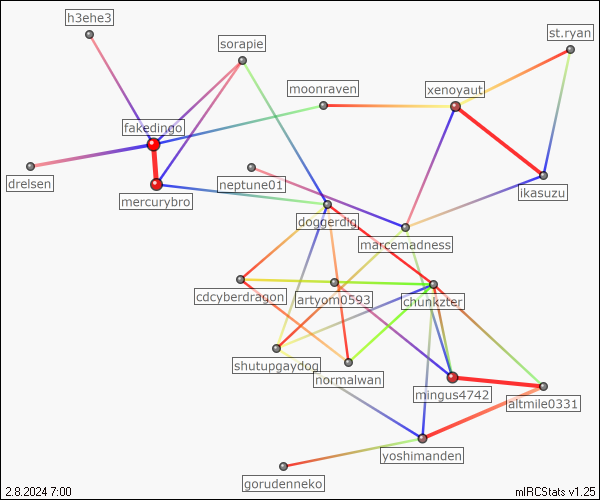 h3ehe3
st.ryan
sorapie
moonraven
xenoyaut
fakedingo
drelsen
neptune01
ikasuzu
mercurybro
doggerdig
marcemadness
cdcyberdragon
artyom0593
chunkzter
shutupgaydog
normalwan
mingus4742
altmile0331
yoshimanden
gorudenneko
2.8.2024 7:00
mIRCStats v1.25